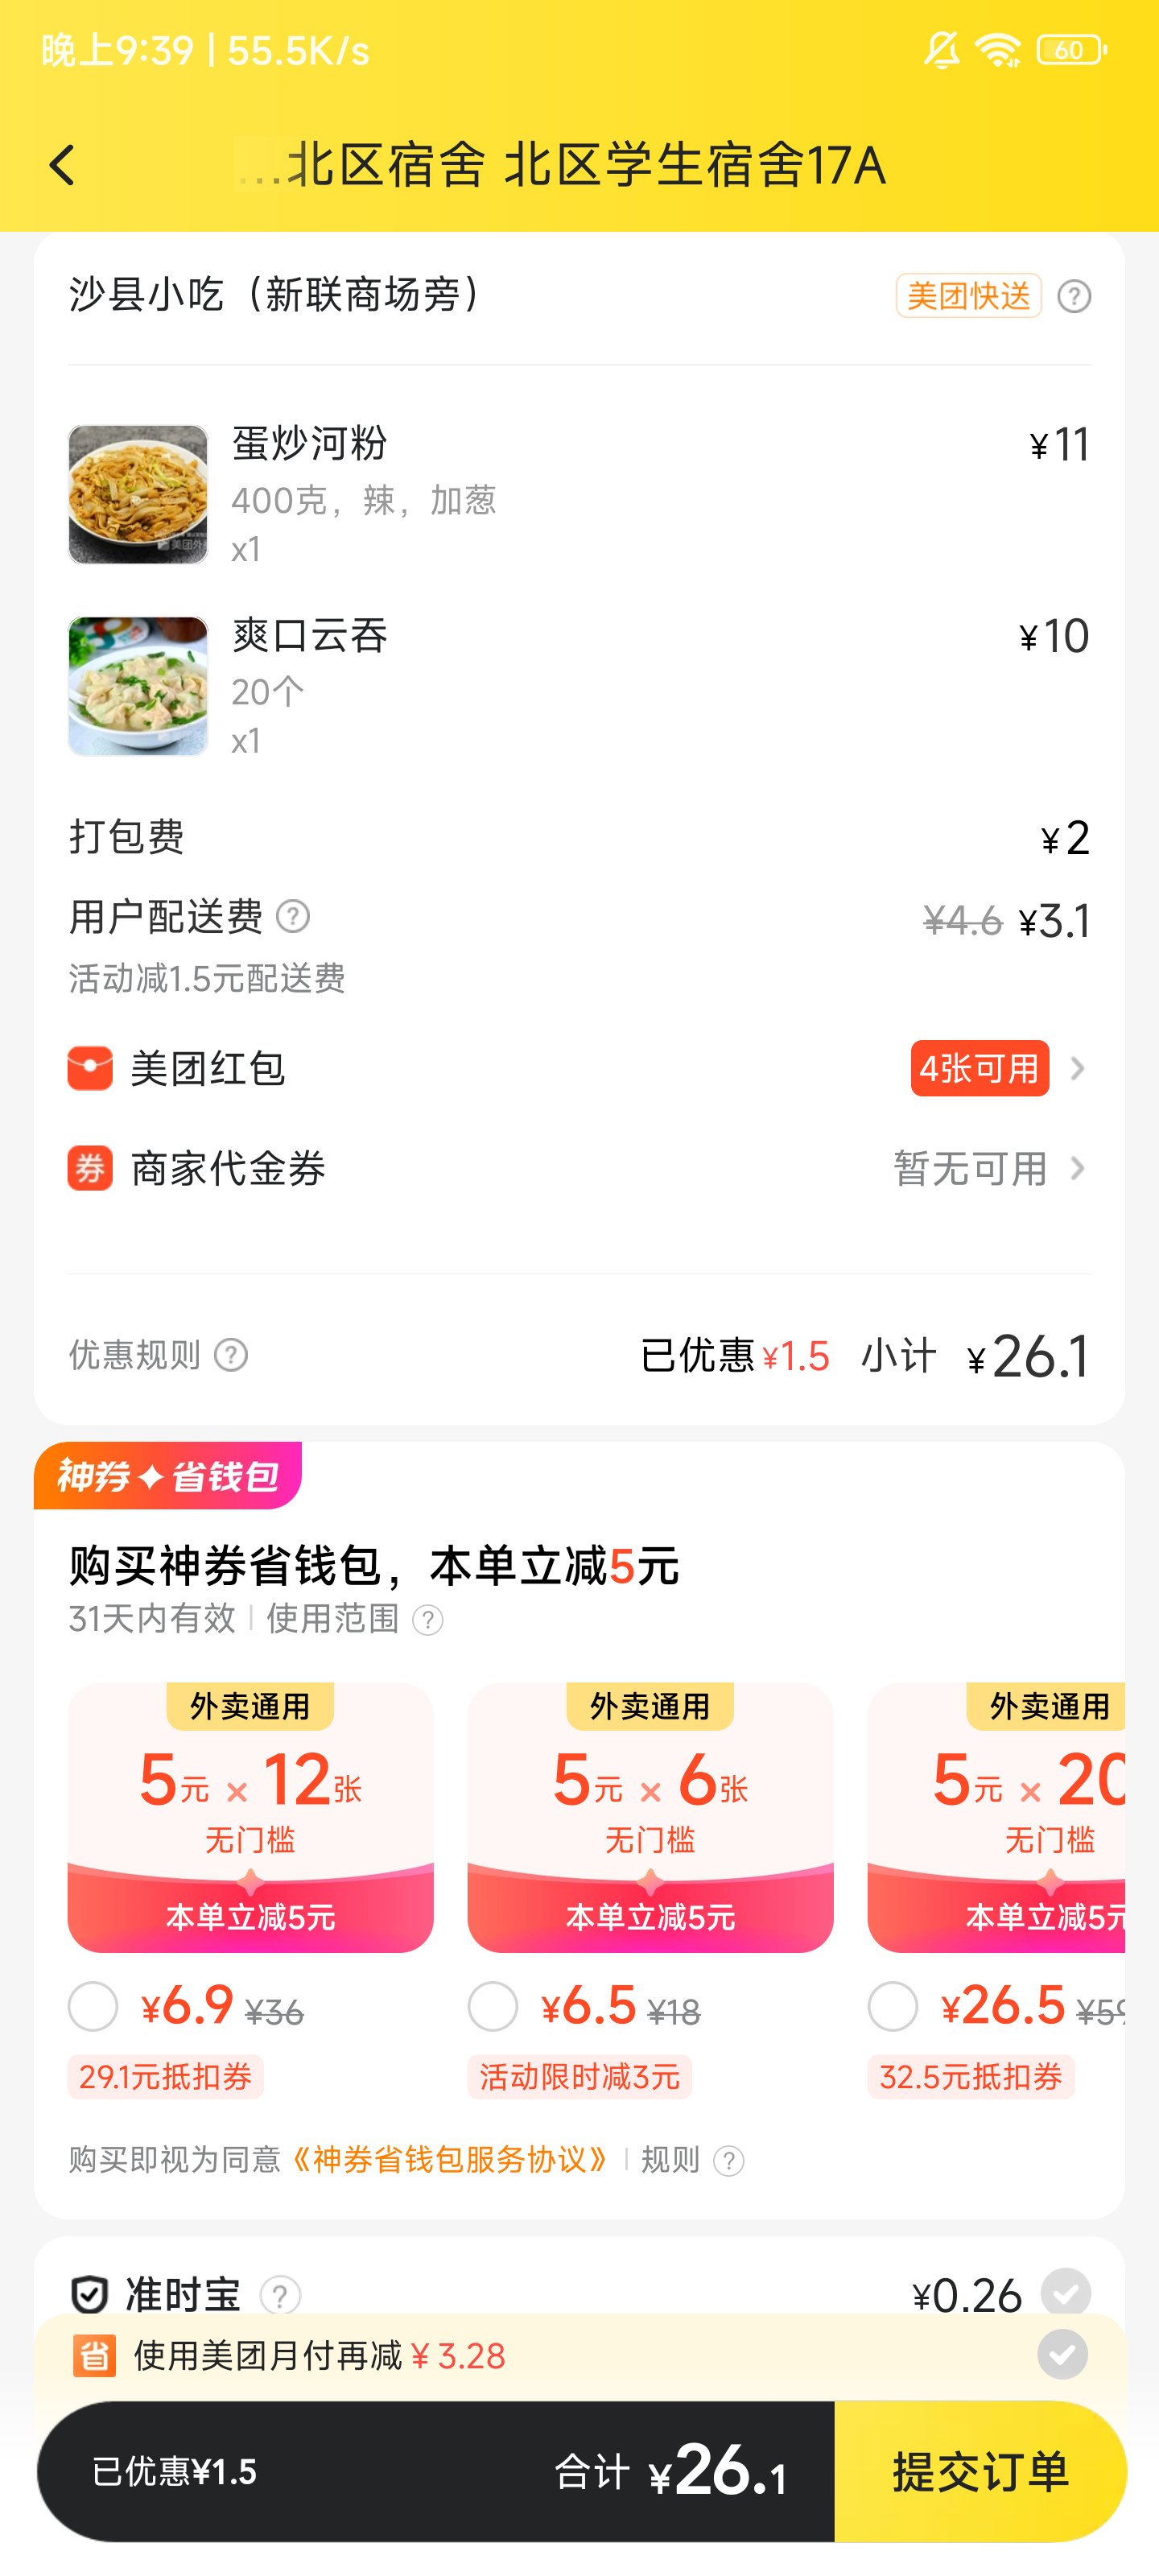 晚上9:39 | 55.5K/s
60
...北区宿舍 北区学生宿舍17A
沙县小吃（新联商场旁）
美团快送 ?
蛋炒河粉
¥11
400克，辣，加葱
x1
美团外
爽口云吞
¥10
20个
x1
打包费
¥2
用户配送费 ?
¥4.6 ¥3.1
活动减1.5元配送费
美团红包
4张可用
券 商家代金券
暂无可用
优惠规则 ?
已优惠¥1.5 小计 ¥26.1
神券 省钱包
购买神券省钱包，本单立减5元
31天内有效 | 使用范围 ?
外卖通用
5元 × 12张
无门槛
本单立减5元
¥6.9 ¥36
29.1元抵扣券
外卖通用
5元 × 6张
无门槛
本单立减5元
¥6.5 ¥18
活动限时减3元
外卖通用
5元 × 20
无门槛
本单立减5元
¥26.5 ¥59
32.5元抵扣券
购买即视为同意《神券省钱包服务协议》 | 规则 ?
准时宝 ?
¥0.26
省 使用美团月付再减 ¥3.28
已优惠¥1.5
合计 ¥26.1
提交订单